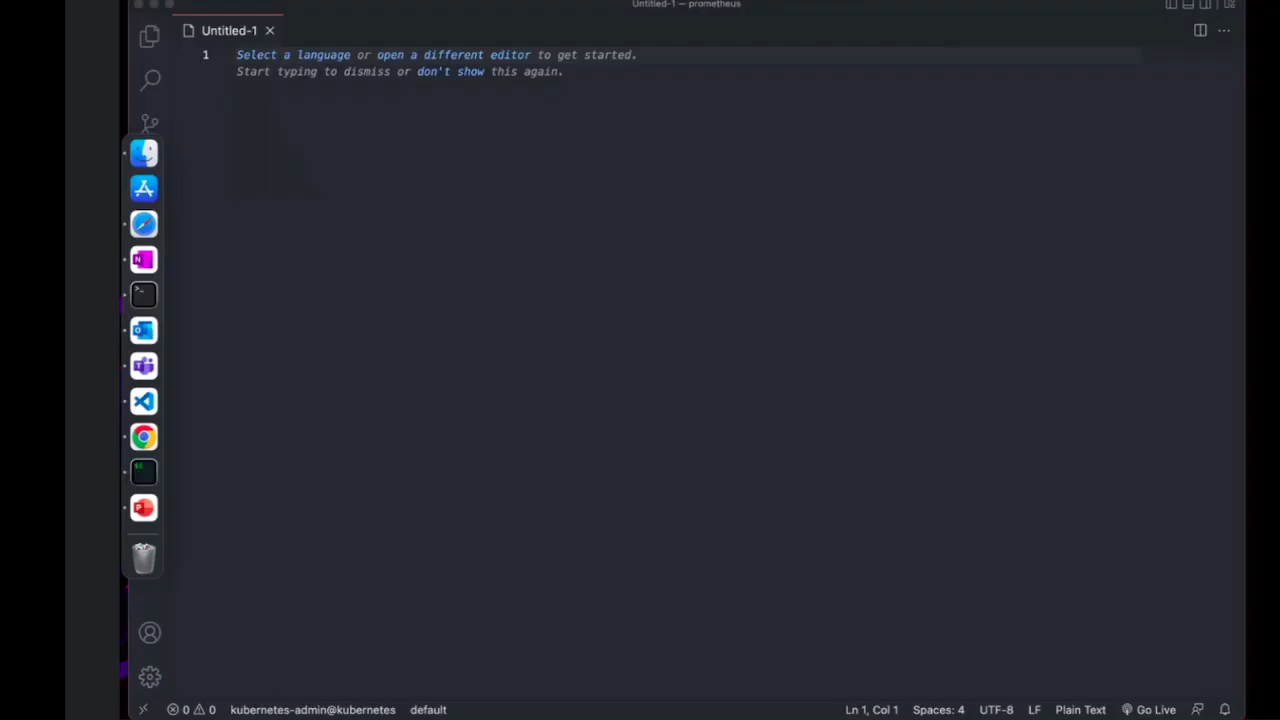 Untitled-1 — prometheus
Untitled-1
1 Select a language or open a different editor to get started.
Start typing to dismiss or don't show this again.
0 0 kubernetes-admin@kubernetes default Ln 1, Col 1 Spaces: 4 UTF-8 LF Plain Text Go Live